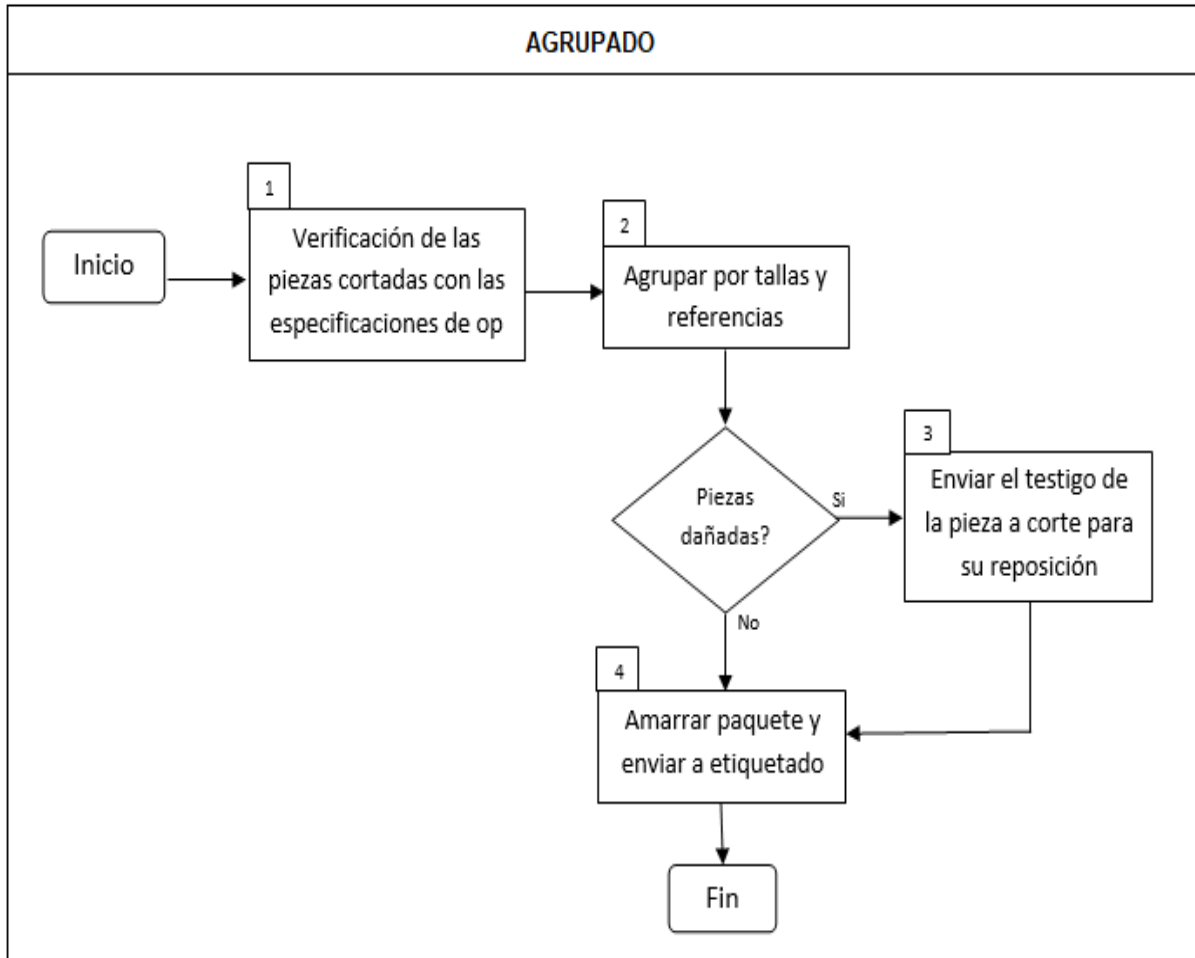 AGRUPADO
1
Verificación de las
piezas cortadas con las
especificaciones de op
Inicio
2
Agrupar por tallas y
referencias
Piezas
dañadas?
Si
3
Enviar el testigo de
la pieza a corte para
su reposición
No
4
Amarrar paquete y
enviar a etiquetado
Fin